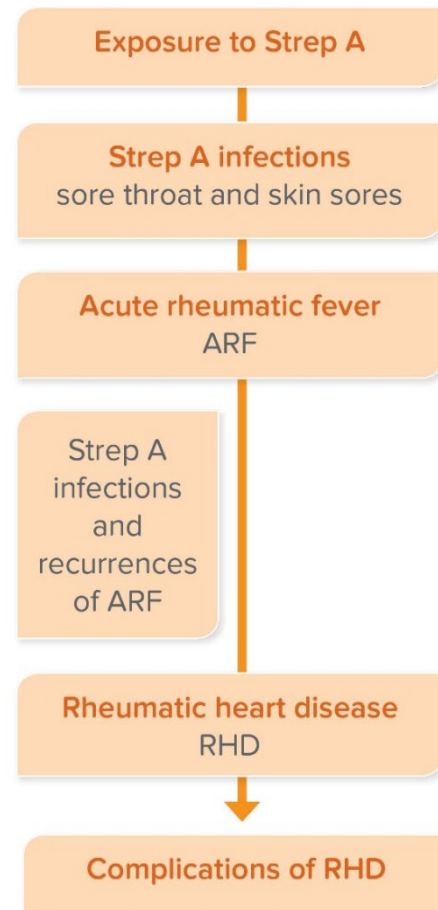 Exposure to Strep A
Strep A infections
sore throat and skin sores
Acute rheumatic fever
ARF
Strep A
infections
and
recurrences
of ARF
Rheumatic heart disease
RHD
Complications of RHD